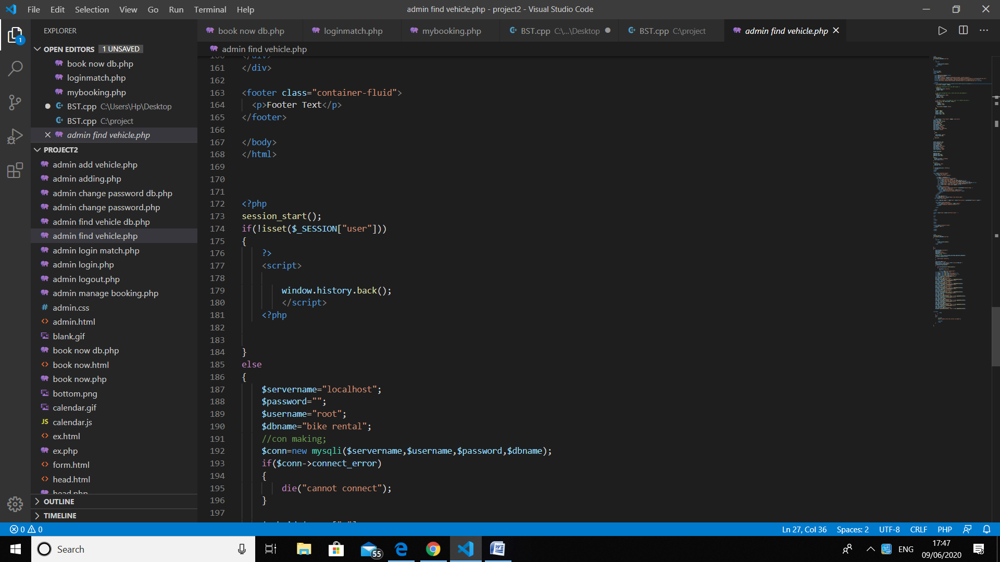 File Edit Selection View Go Run Terminal Help
admin find vehicle.php - project2 - Visual Studio Code
EXPLORER
1
OPEN EDITORS 1 UNSAVED
book now db.php
loginmatch.php
mybooking.php
BST.cpp C:\Users\Hp\Desktop
BST.cpp C:\project
admin find vehicle.php
PROJECT2
admin add vehicle.php
admin adding.php
admin change password db.php
admin change password.php
admin find vehicle db.php
admin find vehicle.php
admin login match.php
admin login.php
admin logout.php
admin manage booking.php
# admin.css
<> admin.html
blank.gif
book now db.php
<> book now.html
book now.php
bottom.png
calendar.gif
JS calendar.js
<> ex.html
ex.php
<> form.html
<> head.html
head.php
OUTLINE
TIMELINE
book now db.php loginmatch.php mybooking.php BST.cpp C:\...\Desktop BST.cpp C:\project admin find vehicle.php
admin find vehicle.php
160 </div>
161 </div>
162
163 <footer class="container-fluid">
164 <p>Footer Text</p>
165 </footer>
166
167 </body>
168 </html>
169
170
171
172 <?php
173 session_start();
174 if(!isset($_SESSION["user"]))
175 {
176 ?>
177 <script>
178
179 window.history.back();
180 </script>
181 <?php
182
183
184 }
185 else
186 {
187 $servername="localhost";
188 $password="";
189 $username="root";
190 $dbname="bike rental";
191 //con making;
192 $conn=new mysqli($servername,$username,$password,$dbname);
193 if($conn->connect_error)
194 {
195 die("cannot connect");
196 }
197
0 0
Ln 27, Col 36 Spaces: 2 UTF-8 CRLF PHP
Search
55
ENG
17:47
09/06/2020